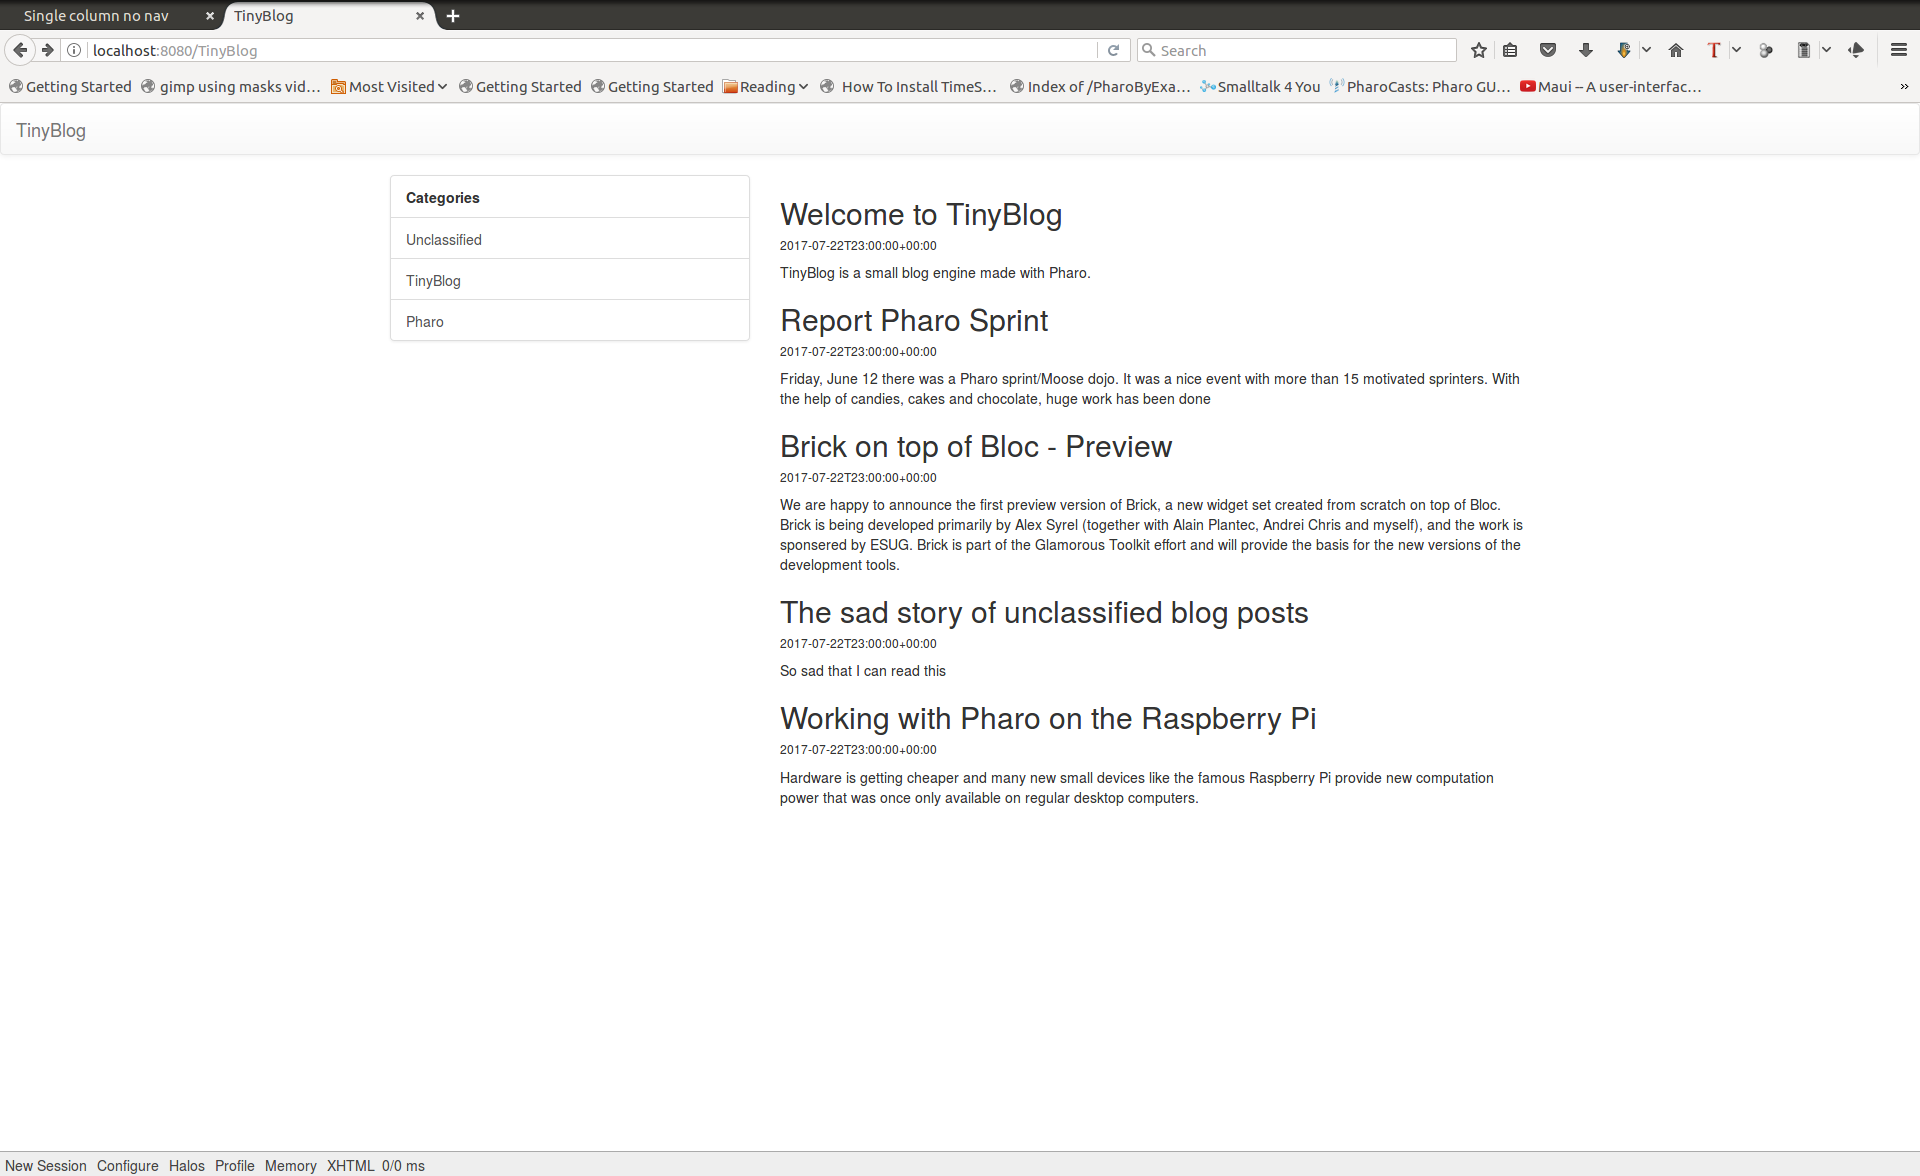 Single column no nav
TinyBlog
localhost:8080/TinyBlog
Search
Getting Started gimp using masks vid... Most Visited Getting Started Getting Started Reading How To Install TimeS... Index of /PharoByExa... Smalltalk 4 You PharoCasts: Pharo GU... Maui -- A user-interfac... »
TinyBlog
Categories
Unclassified
TinyBlog
Pharo
Welcome to TinyBlog
2017-07-22T23:00:00+00:00
TinyBlog is a small blog engine made with Pharo.
Report Pharo Sprint
2017-07-22T23:00:00+00:00
Friday, June 12 there was a Pharo sprint/Moose dojo. It was a nice event with more than 15 motivated sprinters. With
the help of candies, cakes and chocolate, huge work has been done
Brick on top of Bloc - Preview
2017-07-22T23:00:00+00:00
We are happy to announce the first preview version of Brick, a new widget set created from scratch on top of Bloc.
Brick is being developed primarily by Alex Syrel (together with Alain Plantec, Andrei Chris and myself), and the work is
sponsered by ESUG. Brick is part of the Glamorous Toolkit effort and will provide the basis for the new versions of the
development tools.
The sad story of unclassified blog posts
2017-07-22T23:00:00+00:00
So sad that I can read this
Working with Pharo on the Raspberry Pi
2017-07-22T23:00:00+00:00
Hardware is getting cheaper and many new small devices like the famous Raspberry Pi provide new computation
power that was once only available on regular desktop computers.
New Session Configure Halos Profile Memory XHTML 0/0 ms